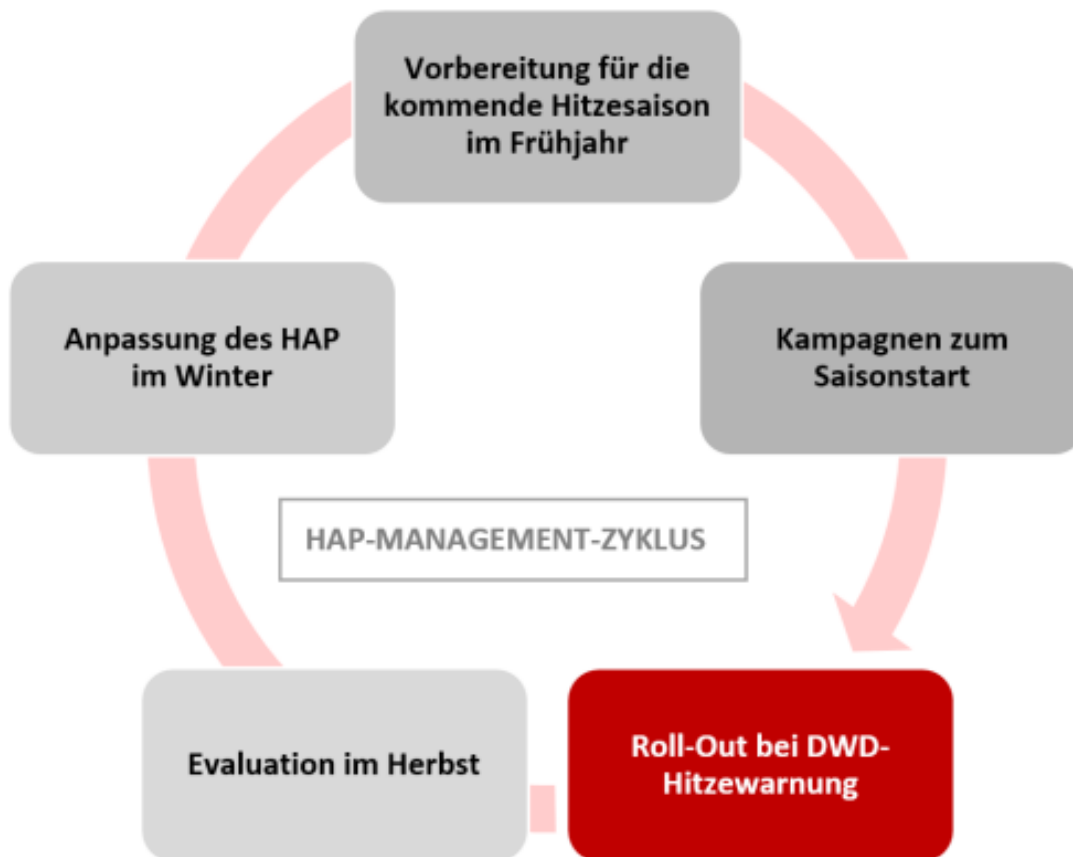 Vorbereitung für die
kommende Hitzesaison
im Frühjahr
Anpassung des HAP
im Winter
Kampagnen zum
Saisonstart
HAP-MANAGEMENT-ZYKLUS
Evaluation im Herbst
Roll-Out bei DWD-
Hitzewarnung